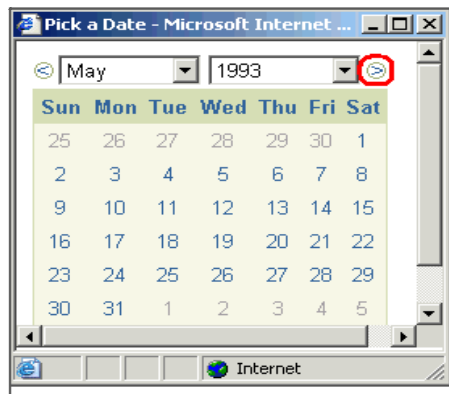 Pick a Date - Microsoft Internet ...
May 1993
Sun Mon Tue Wed Thu Fri Sat
25 26 27 28 29 30 1
2 3 4 5 6 7 8
9 10 11 12 13 14 15
16 17 18 19 20 21 22
23 24 25 26 27 28 29
30 31 1 2 3 4 5
Internet